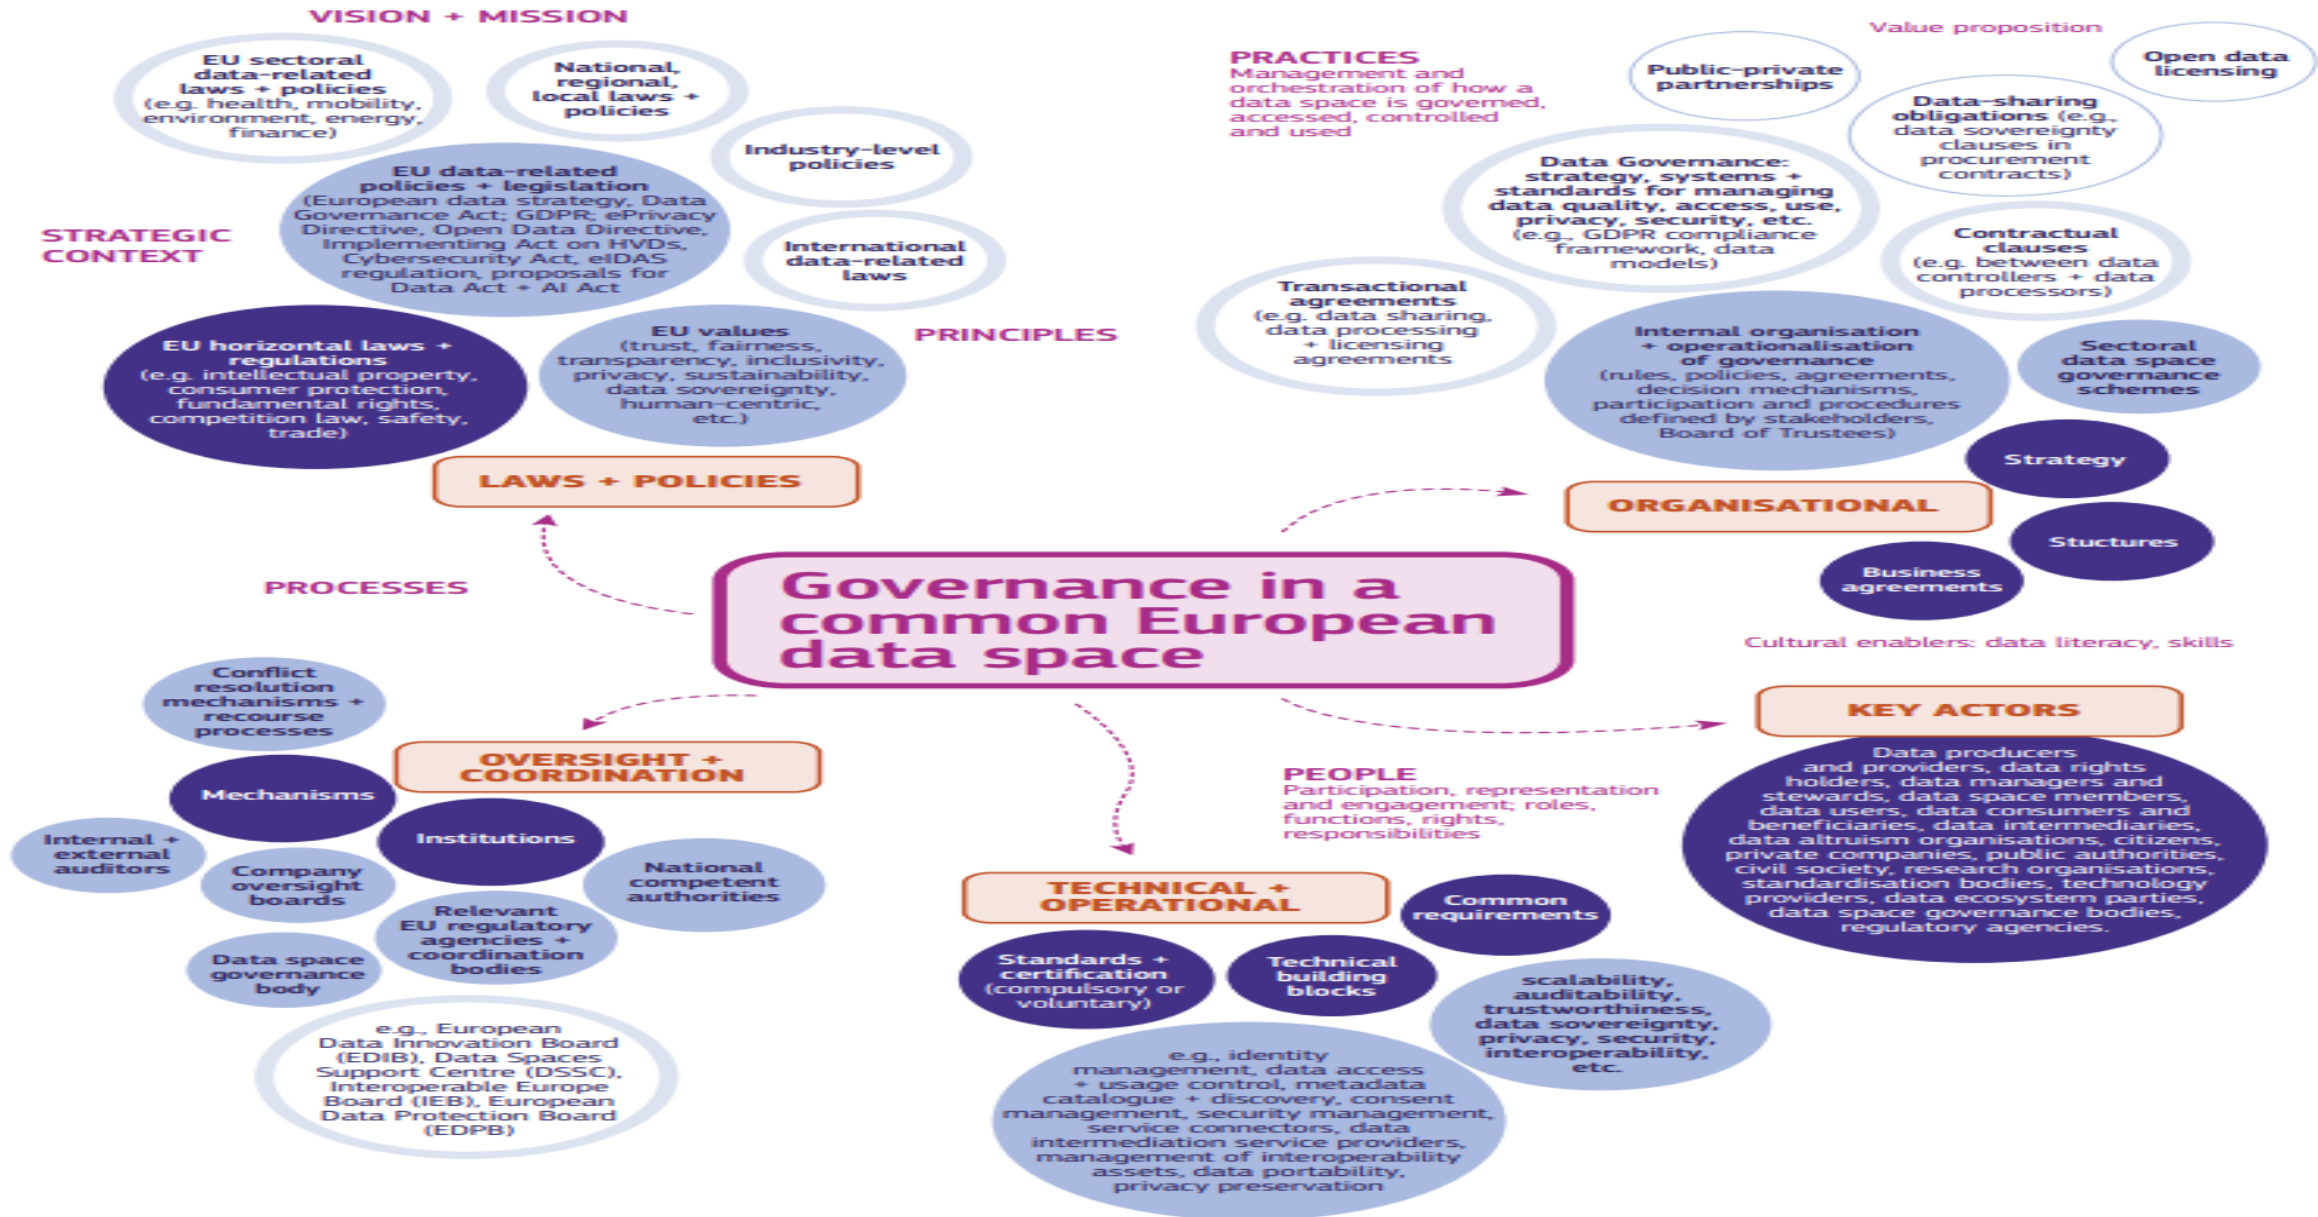 VISION + MISSION
EU sectoral
data-related
laws + policies
(e.g. health, mobility,
environment, energy,
finance)
National,
regional,
local laws +
policies
Industry-level
policies
EU data-related
policies + legislation
(European data strategy, Data
Governance Act; GDPR; ePrivacy
Directive, Open Data Directive,
Implementing Act on HVDs,
Cybersecurity Act, eIDAS
regulation, proposals for
Data Act + AI Act
International
data-related
laws
STRATEGIC
CONTEXT
EU horizontal laws +
regulations
(e.g. intellectual property,
consumer protection,
fundamental rights,
competition law, safety,
trade)
EU values
(trust, fairness,
transparency, inclusivity,
privacy, sustainability,
data sovereignty,
human-centric,
etc.)
PRINCIPLES
LAWS + POLICIES
PRACTICES
Management and
orchestration of how a
data space is governed,
accessed, controlled
and used
Value proposition
Public-private
partnerships
Open data
licensing
Data-sharing
obligations (e.g.,
data sovereignty
clauses in
procurement
contracts)
Data Governance:
strategy, systems +
standards for managing
data quality, access, use,
privacy, security, etc.
(e.g., GDPR compliance
framework, data
models)
Contractual
clauses
(e.g. between data
controllers + data
processors)
Transactional
agreements
(e.g. data sharing,
data processing
+ licensing
agreements
Internal organisation
+ operationalisation
of governance
(rules, policies, agreements,
decision mechanisms,
participation and procedures
defined by stakeholders,
Board of Trustees)
Sectoral
data space
governance
schemes
Strategy
ORGANISATIONAL
Stuctures
Business
agreements
Cultural enablers: data literacy, skills
PROCESSES
Governance in a
common European
data space
Conflict
resolution
mechanisms +
recourse
processes
OVERSIGHT +
COORDINATION
Mechanisms
Institutions
Internal +
external
auditors
Company
oversight
boards
National
competent
authorities
Relevant
EU regulatory
agencies +
coordination
bodies
Data space
governance
body
e.g., European
Data Innovation Board
(EDIB), Data Spaces
Support Centre (DSSC),
Interoperable Europe
Board (IEB), European
Data Protection Board
(EDPB)
PEOPLE
Participation, representation
and engagement; roles,
functions, rights,
responsibilities
KEY ACTORS
Data producers
and providers, data rights
holders, data managers and
stewards, data space members,
data users, data consumers and
beneficiaries, data intermediaries,
data altruism organisations, citizens,
private companies, public authorities,
civil society, research organisations,
standardisation bodies, technology
providers, data ecosystem parties,
data space governance bodies,
regulatory agencies.
TECHNICAL +
OPERATIONAL
Common
requirements
Standards +
certification
(compulsory or
voluntary)
Technical
building
blocks
scalability,
auditability,
trustworthiness,
data sovereignty,
privacy, security,
interoperability,
etc.
e.g., identity
management, data access
+ usage control, metadata
catalogue + discovery, consent
management, security management,
service connectors, data
intermediation service providers,
management of interoperability
assets, data portability,
privacy preservation